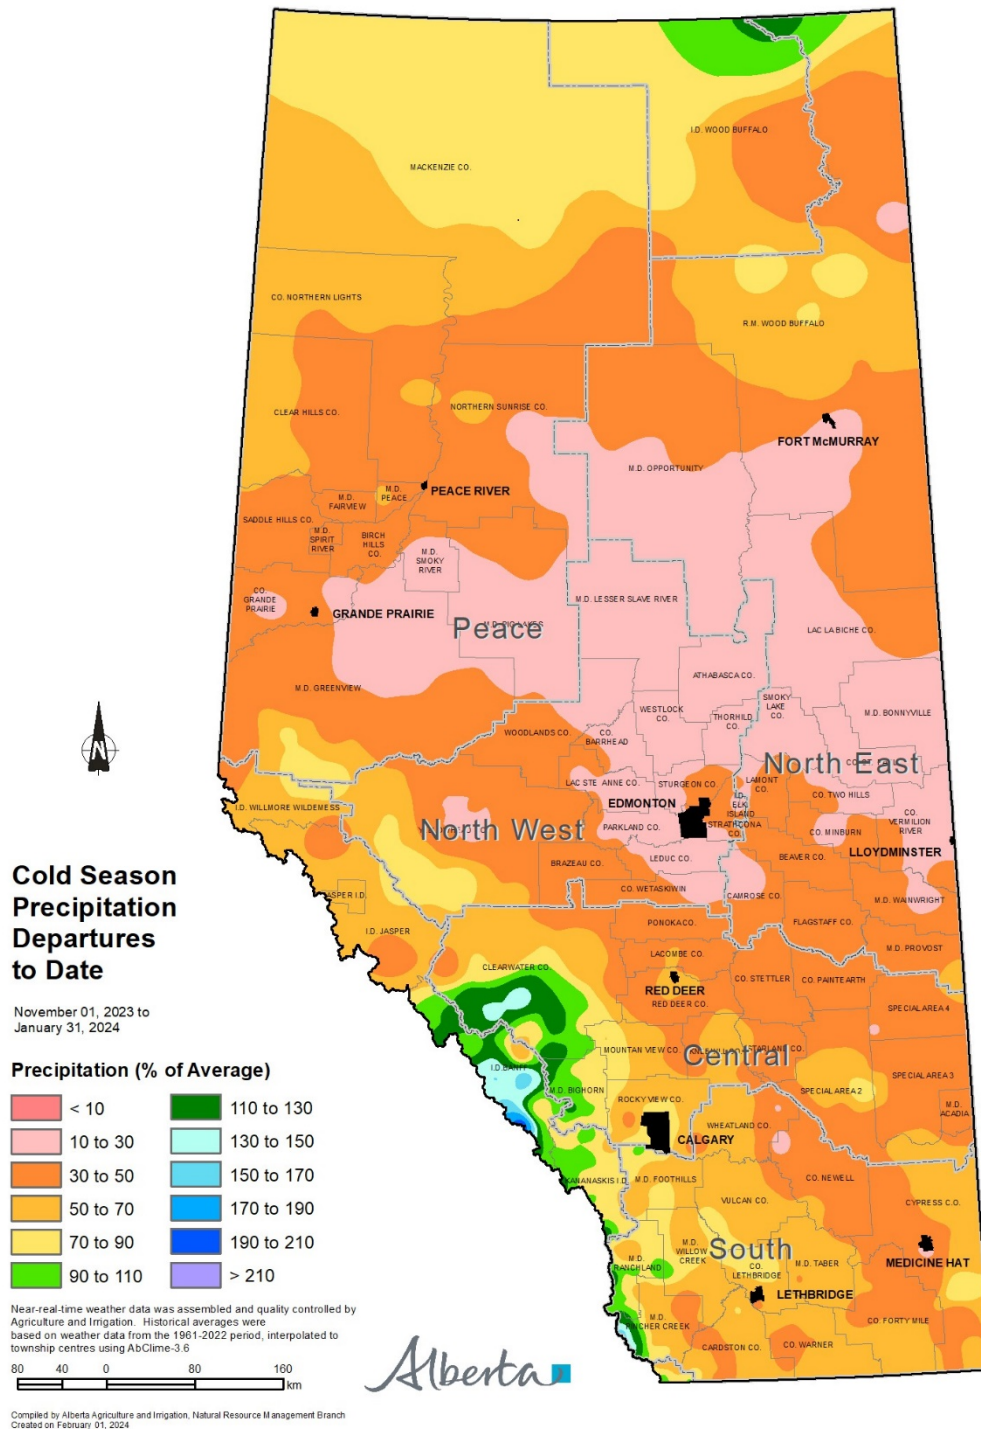 I.D. WOOD BUFFALO
MACKENZIE CO.
CO. NORTHERN LIGHTS
R.M. WOOD BUFFALO
CLEAR HILLS CO.
NORTHERN SUNRISE CO.
FORT McMURRAY
M.D. OPPORTUNITY
PEACE RIVER
M.D.
PEACE
M.D.
FAIRVIEW
SADDLE HILLS CO.
M.D.
SPIRIT
RIVER
BIRCH
HILLS
CO.
M.D.
SMOKY
RIVER
CO.
GRANDE
PRAIRIE
GRANDE PRAIRIE
M.D. LESSER SLAVE RIVER
Peace
LAC LA BICHE CO.
M.D. GREENVIEW
ATHABASCA CO.
SMOKY
LAKE
CO.
M.D. BONNYVILLE
WESTLOCK
CO.
THORHILD
CO.
WOODLANDS CO.
CO.
BARRHEAD
North East
LAC STE. ANNE CO.
STURGEON CO.
LAMONT
CO.
CO. TWO HILLS
I.D. WILLMORE WILDERNESS
EDMONTON
ELK
ISLAND
CO.
VERMILION
RIVER
North West
PARKLAND CO.
STRATHCONA
CO.
CO. MINBURN
LLOYDMINSTER
BRAZEAU CO.
LEDUC CO.
BEAVER CO.
CO. WETASKIWIN
CAMROSE CO.
M.D. WAINWRIGHT
N
Cold Season
Precipitation
Departures
to Date
JASPER I.D.
I.D. JASPER
PONOKA CO.
FLAGSTAFF CO.
M.D. PROVOST
CLEARWATER CO.
LACOMBE CO.
CO. STETTLER
CO. PAINTEARTH
RED DEER
RED DEER CO.
SPECIAL AREA 4
November 01, 2023 to
January 31, 2024
MOUNTAIN VIEW CO.
Central
Precipitation (% of Average)
M.D. BIGHORN
SPECIAL AREA 2
SPECIAL AREA 3
M.D.
ACADIA
ROCKY VIEW CO.
WHEATLAND CO.
CALGARY
< 10
10 to 30
30 to 50
50 to 70
70 to 90
90 to 110
110 to 130
130 to 150
150 to 170
170 to 190
190 to 210
> 210
KANANASKIS I.D.
M.D. FOOTHILLS
CO. NEWELL
VULCAN CO.
CYPRESS CO.
M.D.
WILLOW
CREEK
South
M.D.
RANCHLAND
CO.
LETHBRIDGE
M.D. TABER
MEDICINE HAT
LETHBRIDGE
M.D.
PINCHER CREEK
CO. FORTY MILE
CARDSTON CO.
CO. WARNER
Near-real-time weather data was assembled and quality controlled by
Agriculture and Irrigation. Historical averages were
based on weather data from the 1961-2022 period, interpolated to
township centres using AbClime-3.6
80 40 0 80 160
km
Alberta
Compiled by Alberta Agriculture and Irrigation, Natural Resource Management Branch
Created on February 01, 2024